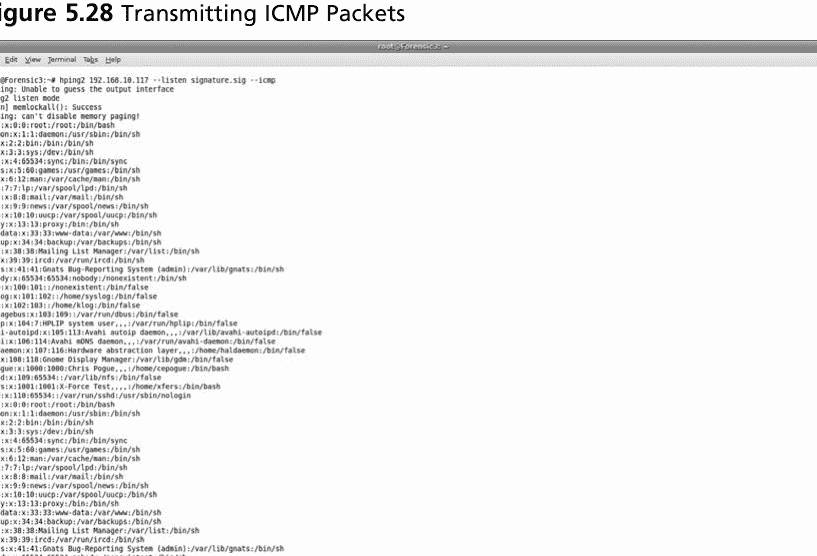 igure 5.28 Transmitting ICMP Packets
root@Forensic3: ~
Edit View Terminal Tabs Help
@Forensic3:~# hping2 192.168.10.117 --listen signature.sig --icmp
ing: Unable to guess the output interface
g2 listen mode
n] memlockall(): Success
ing: can't disable memory paging!
:x:0:0:root:/root:/bin/bash
on:x:1:1:daemon:/usr/sbin:/bin/sh
x:2:2:bin:/bin:/bin/sh
x:3:3:sys:/dev:/bin/sh
:x:4:65534:sync:/bin:/bin/sync
s:x:5:60:games:/usr/games:/bin/sh
x:6:12:man:/var/cache/man:/bin/sh
:7:7:lp:/var/spool/lpd:/bin/sh
:x:8:8:mail:/var/mail:/bin/sh
:x:9:9:news:/var/spool/news:/bin/sh
:x:10:10:uucp:/var/spool/uucp:/bin/sh
y:x:13:13:proxy:/bin:/bin/sh
data:x:33:33:www-data:/var/www:/bin/sh
up:x:34:34:backup:/var/backups:/bin/sh
:x:38:38:Mailing List Manager:/var/list:/bin/sh
x:39:39:ircd:/var/run/ircd:/bin/sh
s:x:41:41:Gnats Bug-Reporting System (admin):/var/lib/gnats:/bin/sh
dy:x:65534:65534:nobody:/nonexistent:/bin/sh
:x:100:101::/nonexistent:/bin/false
og:x:101:102::/home/syslog:/bin/false
:x:102:103::/home/klog:/bin/false
agebus:x:103:109::/var/run/dbus:/bin/false
p:x:104:7:HPLIP system user,,,:/var/run/hplip:/bin/false
i-autoipd:x:105:113:Avahi autoip daemon,,,:/var/lib/avahi-autoipd:/bin/false
i:x:106:114:Avahi mDNS daemon,,,:/var/run/avahi-daemon:/bin/false
aemon:x:107:116:Hardware abstraction layer,,,:/home/haldaemon:/bin/false
x:108:118:Gnome Display Manager:/var/lib/gdm:/bin/false
gue:x:1000:1000:Chris Pogue,,,:/home/cepogue:/bin/bash
d:x:109:65534::/var/lib/nfs:/bin/false
s:x:1001:1001:X-Force Test,,,,:/home/xfers:/bin/bash
:x:110:65534::/var/run/sshd:/usr/sbin/nologin
:x:0:0:root:/root:/bin/bash
on:x:1:1:daemon:/usr/sbin:/bin/sh
x:2:2:bin:/bin:/bin/sh
x:3:3:sys:/dev:/bin/sh
:x:4:65534:sync:/bin:/bin/sync
s:x:5:60:games:/usr/games:/bin/sh
x:6:12:man:/var/cache/man:/bin/sh
:7:7:lp:/var/spool/lpd:/bin/sh
:x:8:8:mail:/var/mail:/bin/sh
:x:9:9:news:/var/spool/news:/bin/sh
:x:10:10:uucp:/var/spool/uucp:/bin/sh
y:x:13:13:proxy:/bin:/bin/sh
data:x:33:33:www-data:/var/www:/bin/sh
up:x:34:34:backup:/var/backups:/bin/sh
:x:38:38:Mailing List Manager:/var/list:/bin/sh
x:39:39:ircd:/var/run/ircd:/bin/sh
s:x:41:41:Gnats Bug-Reporting System (admin):/var/lib/gnats:/bin/sh